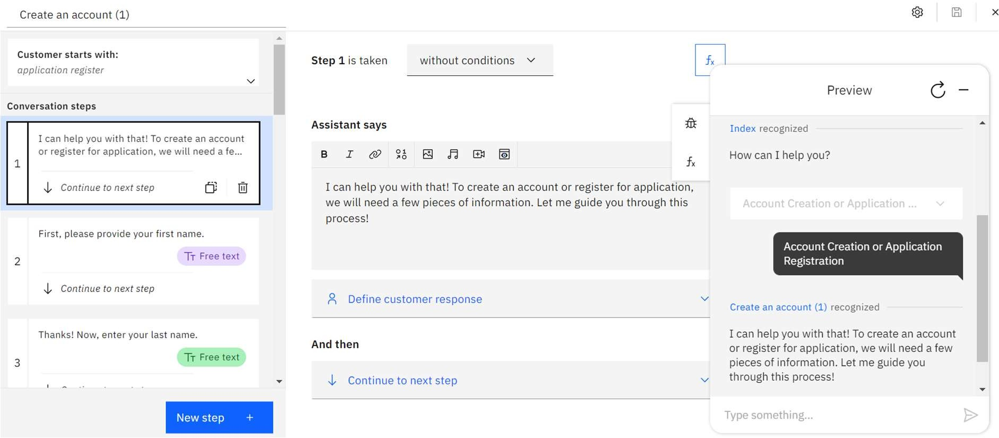 Create an account (1)
Customer starts with:
application register
Conversation steps
1
I can help you with that! To create an account
or register for application, we will need a fe...
Continue to next step
2
First, please provide your first name.
Free text
Continue to next step
3
Thanks! Now, enter your last name.
Free text
New step +
Step 1 is taken without conditions
fx
Assistant says
B I
fx
I can help you with that! To create an account or register for application,
we will need a few pieces of information. Let me guide you through this
process!
Define customer response
And then
Continue to next step
Preview
Index recognized
How can I help you?
Account Creation or Application ...
Account Creation or Application
Registration
Create an account (1) recognized
I can help you with that! To create an account
or register for application, we will need a few
pieces of information. Let me guide you
through this process!
Type something...